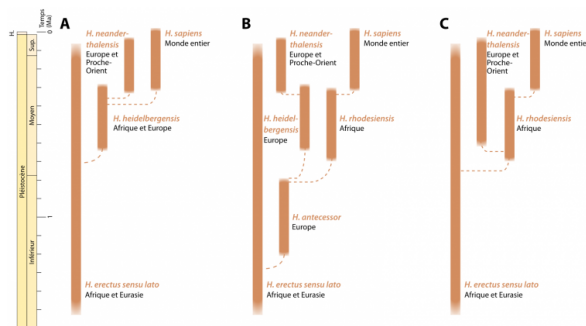 H.
Temps
(Ma)
0
Sup.
Moyen
Pléistocène
1
Inférieur
A
H. neander-
thalensis
Europe et
Proche-
Orient
H. sapiens
Monde entier
H. heidelbergensis
Afrique et Europe
H. erectus sensu lato
Afrique et Eurasie
B
H. neander-
thalensis
Europe et
Proche-
Orient
H. sapiens
Monde entier
H. heidel-
bergensis
Europe
H. rhodesiensis
Afrique
H. antecessor
Europe
H. erectus sensu lato
Afrique et Eurasie
C
H. neander-
thalensis
Europe et
Proche-
Orient
H. sapiens
Monde entier
H. rhodesiensis
Afrique
H. erectus sensu lato
Afrique et Eurasie